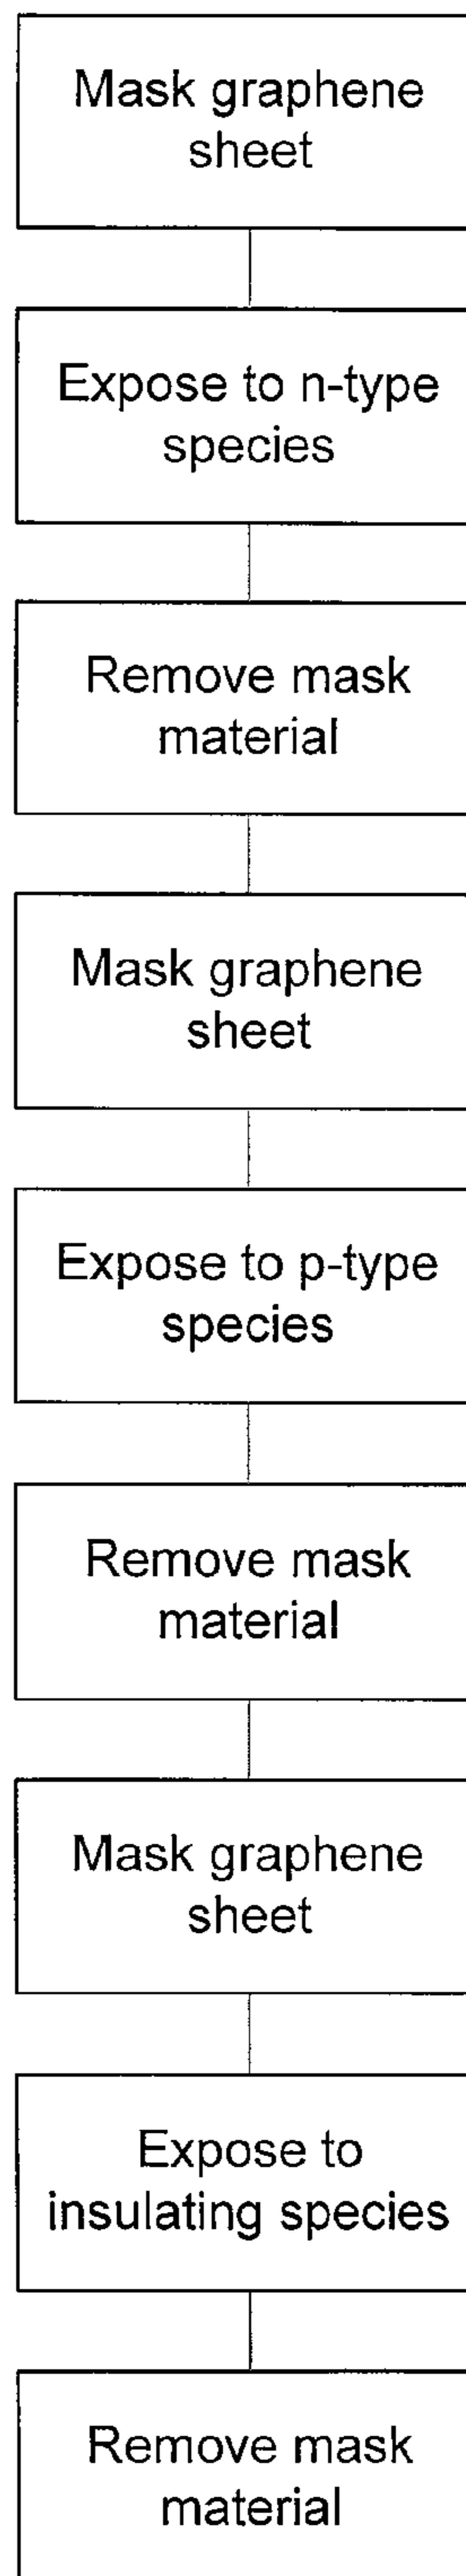 Mask graphene
sheet
Expose to n-type
species
Remove mask
material
Mask graphene
sheet
Expose to p-type
species
Remove mask
material
Mask graphene
sheet
Expose to
insulating species
Remove mask
material